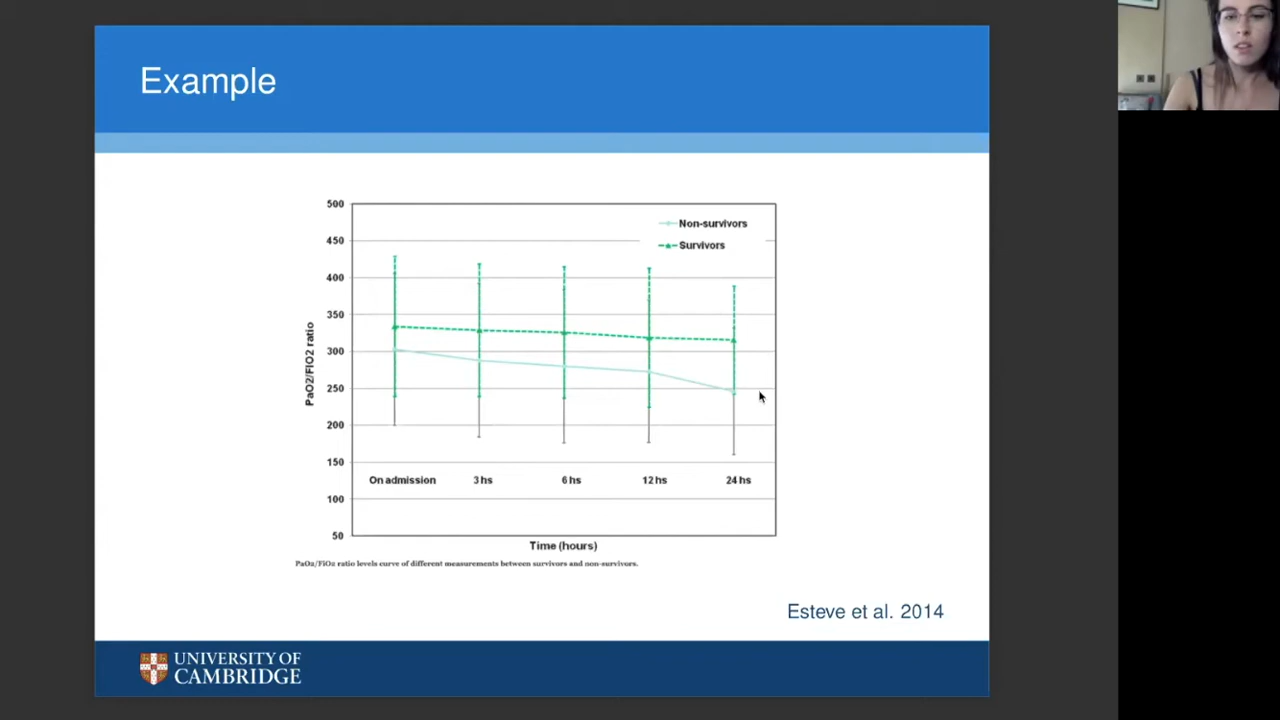 Example
500
450
400
350
300
250
200
150
100
50
PaO2/FiO2 ratio
Non-survivors
Survivors
On admission 3 hs 6 hs 12 hs 24 hs
Time (hours)
PaO2/FiO2 ratio levels curve of different measurements between survivors and non-survivors.
Esteve et al. 2014
UNIVERSITY OF
CAMBRIDGE